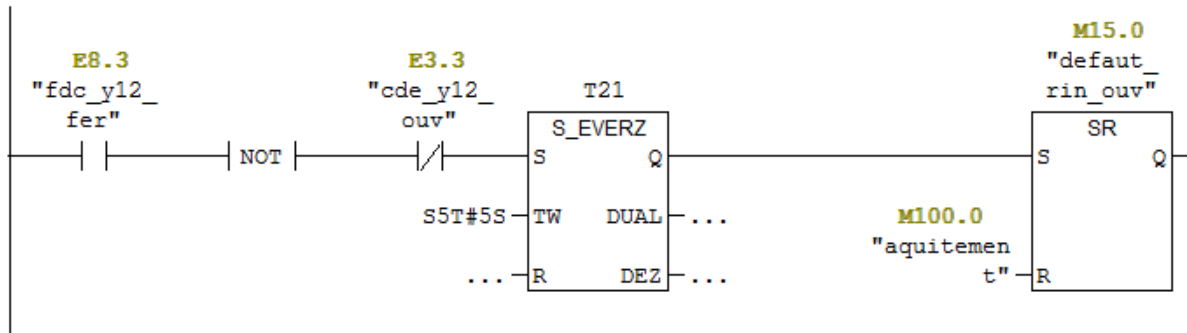 M15.0
E8.3 E3.3 "defaut_
"fdc_y12_ "cde_y12_ T21 rin_ouv"
fer" ouv" S_EVERZ SR
NOT S Q S Q
S5T#5S TW DUAL ... M100.0
"aquitemen
... R DEZ ... t" R